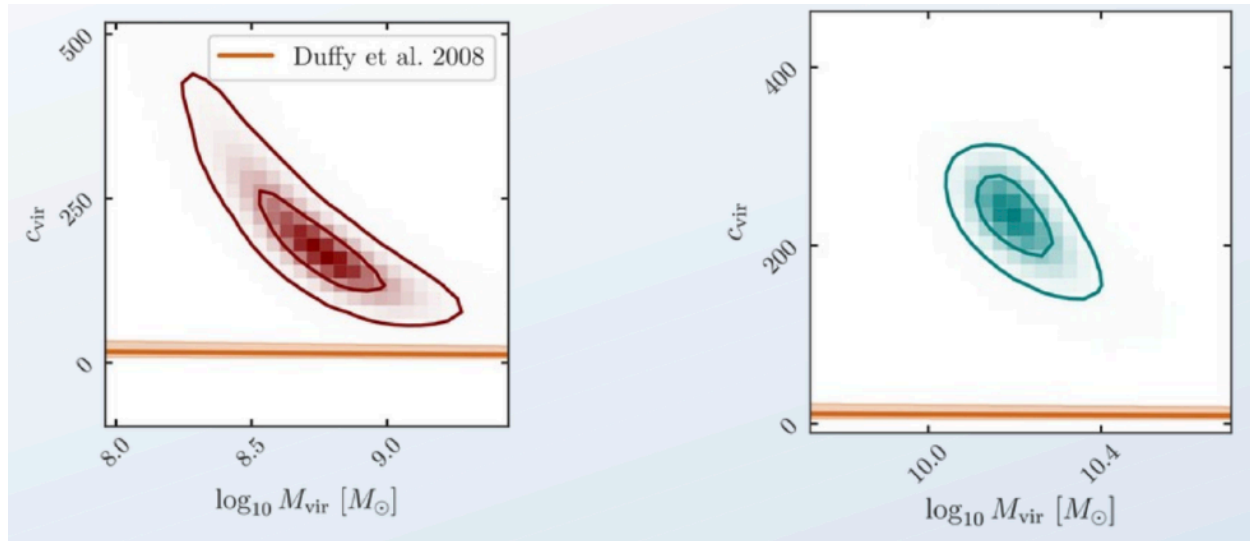 500
250
0
c_vir
Duffy et al. 2008
8.0
8.5
9.0
log₁₀ M_vir [M_⊙]
400
200
0
c_vir
10.0
10.4
log₁₀ M_vir [M_⊙]